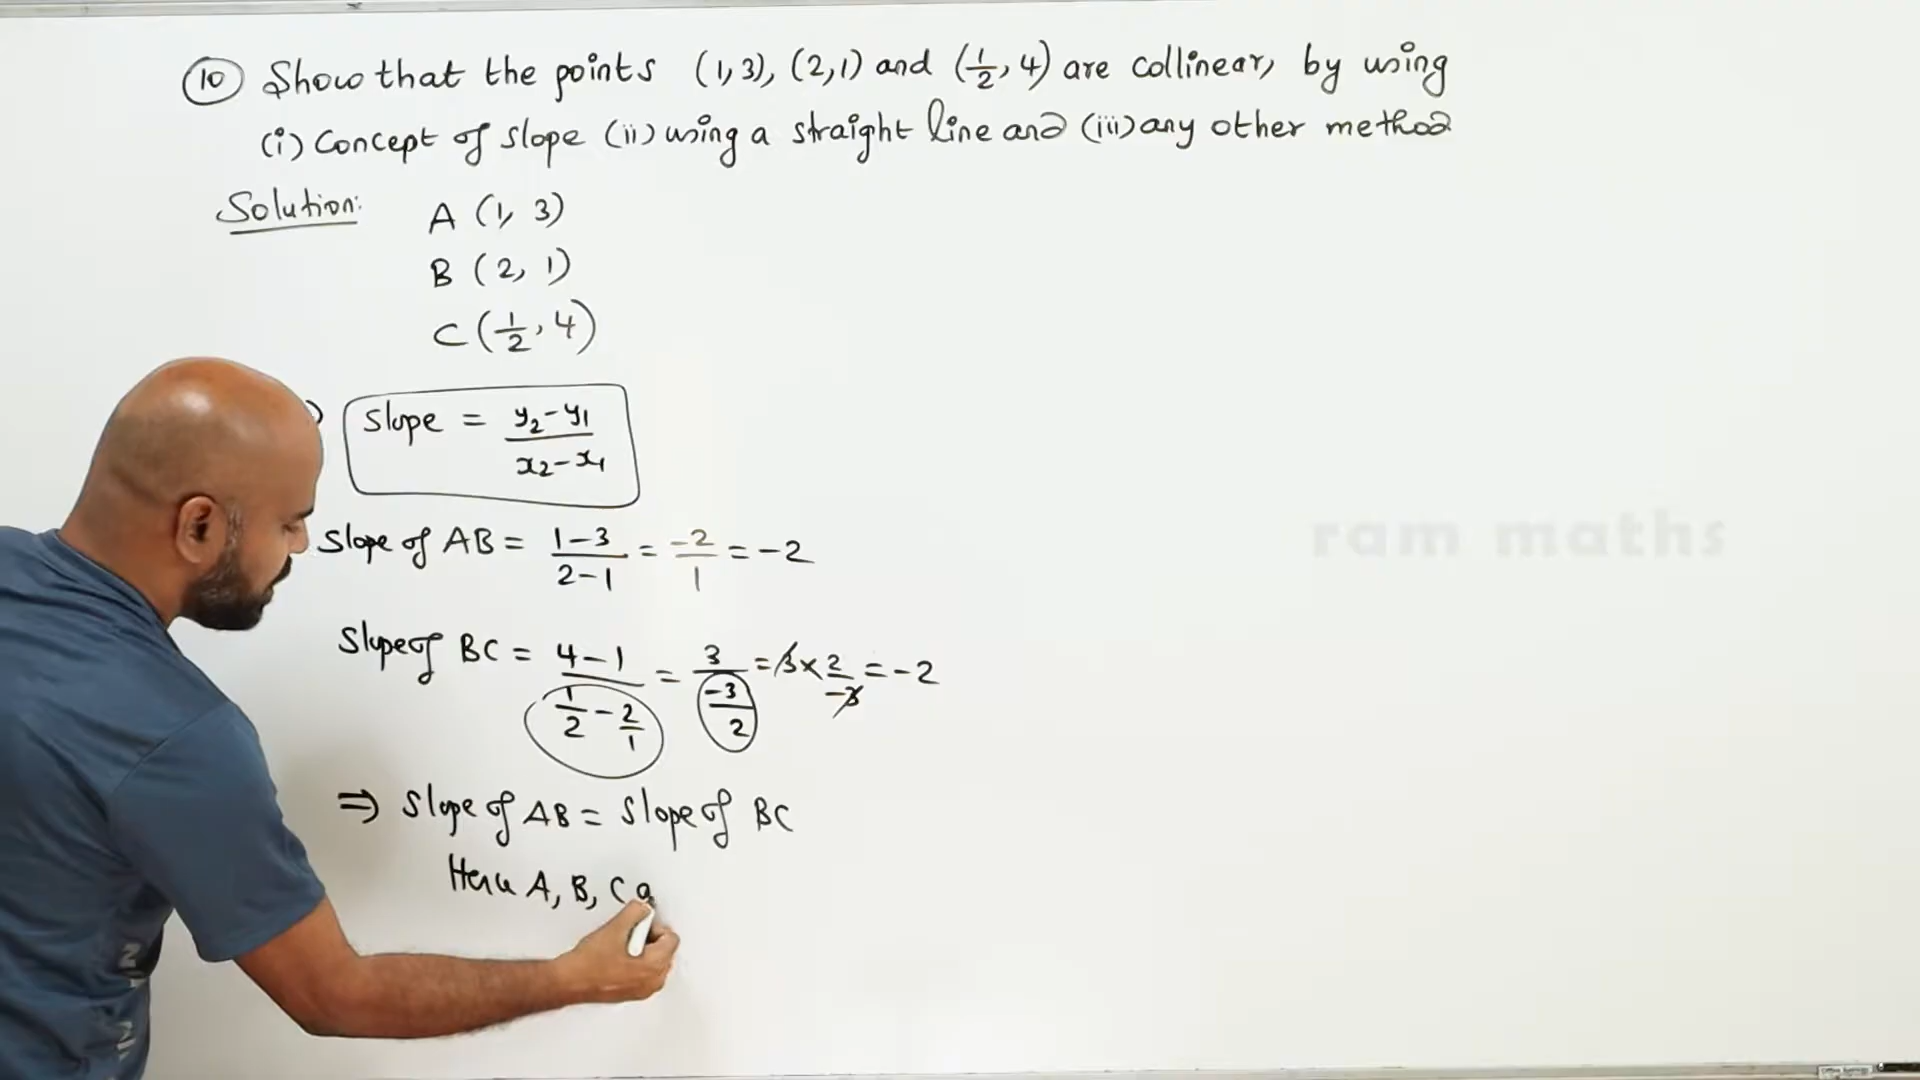 10 Show that the points (1,3), (2,1) and (1/2, 4) are collinear, by using
(i) Concept of slope (ii) using a straight line and (iii) any other method
Solution:
A (1, 3)
B (2, 1)
C (1/2, 4)
) Slope = (y₂-y₁)/(x₂-x₁)
Slope of AB = (1-3)/(2-1) = -2/1 = -2
Slope of BC = (4-1)/(1/2 - 2/1) = 3/(-3/2) = 3 × 2/-3 = -2
⇒ Slope of AB = Slope of BC
Hence A, B, C a
ram maths